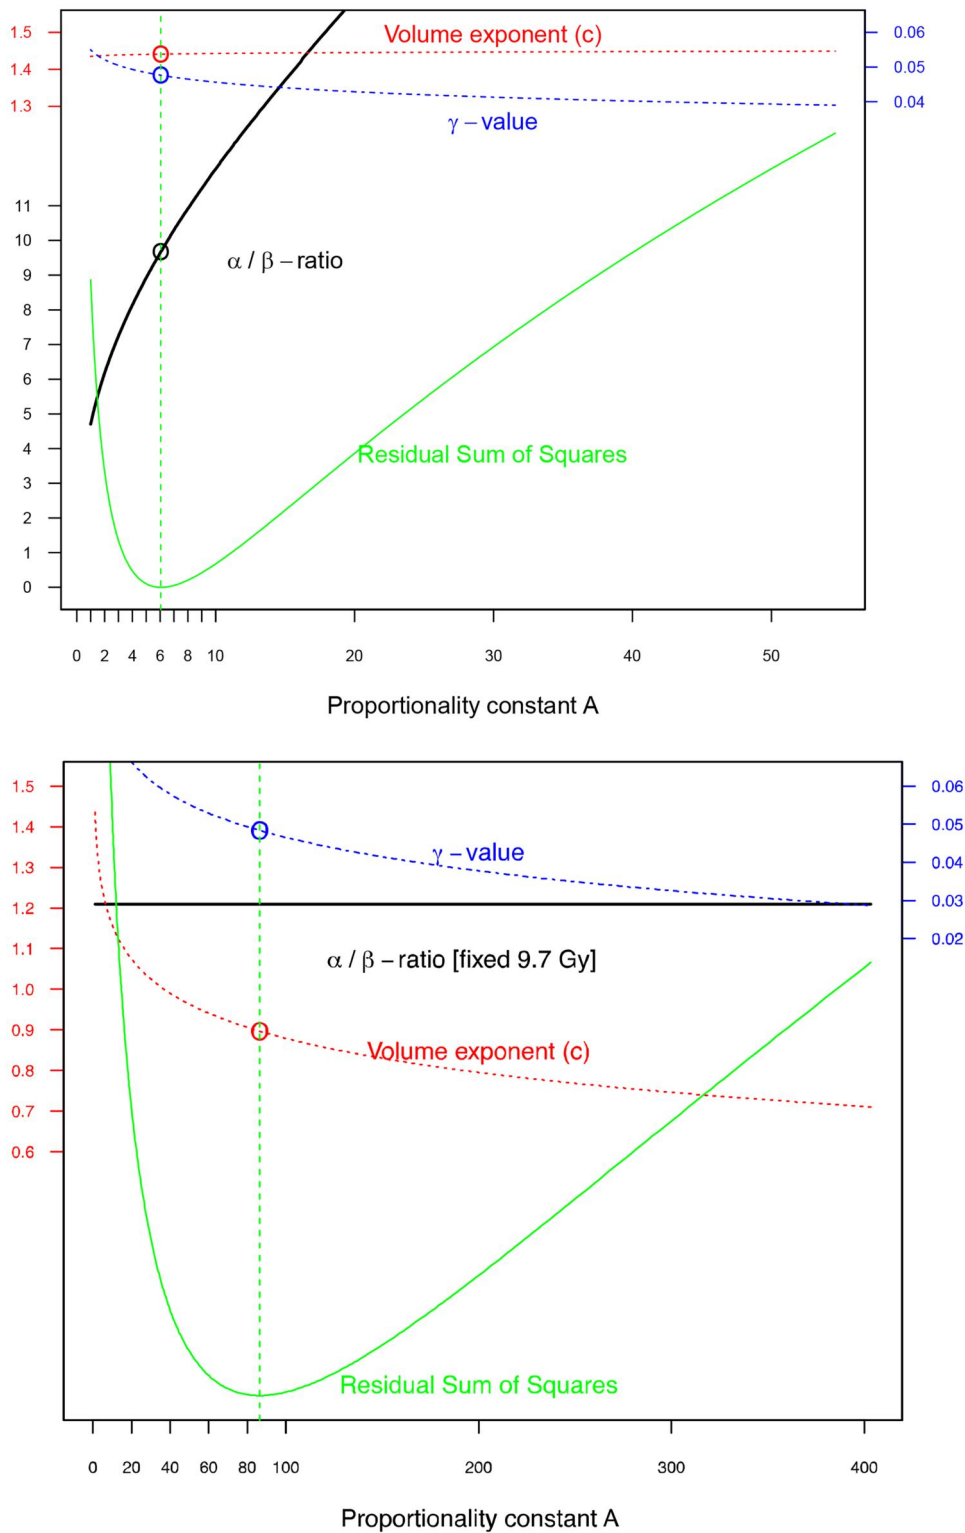 1.5
Volume exponent (c)
0.06
1.4
0.05
1.3
γ – value
0.04
11
10
α / β – ratio
9
8
7
6
5
4
Residual Sum of Squares
3
2
1
0
0 2 4 6 8 10 20 30 40 50
Proportionality constant A
1.5
0.06
1.4
0.05
γ – value
1.3
0.04
1.2
0.03
1.1
α / β – ratio [fixed 9.7 Gy]
0.02
1.0
0.9
Volume exponent (c)
0.8
0.7
0.6
Residual Sum of Squares
0 20 40 60 80 100 200 300 400
Proportionality constant A